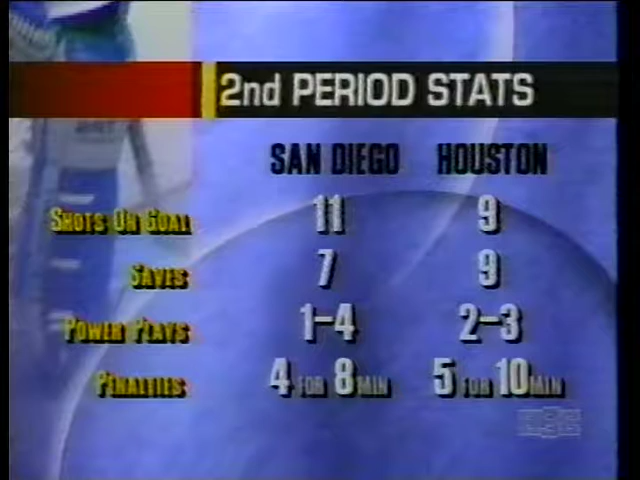 2nd PERIOD STATS
SAN DIEGO HOUSTON
SHOTS ON GOAL 11 9
SAVES 7 9
POWER PLAYS 1-4 2-3
PENALTIES 4 FOR 8 MIN 5 FOR 10 MIN